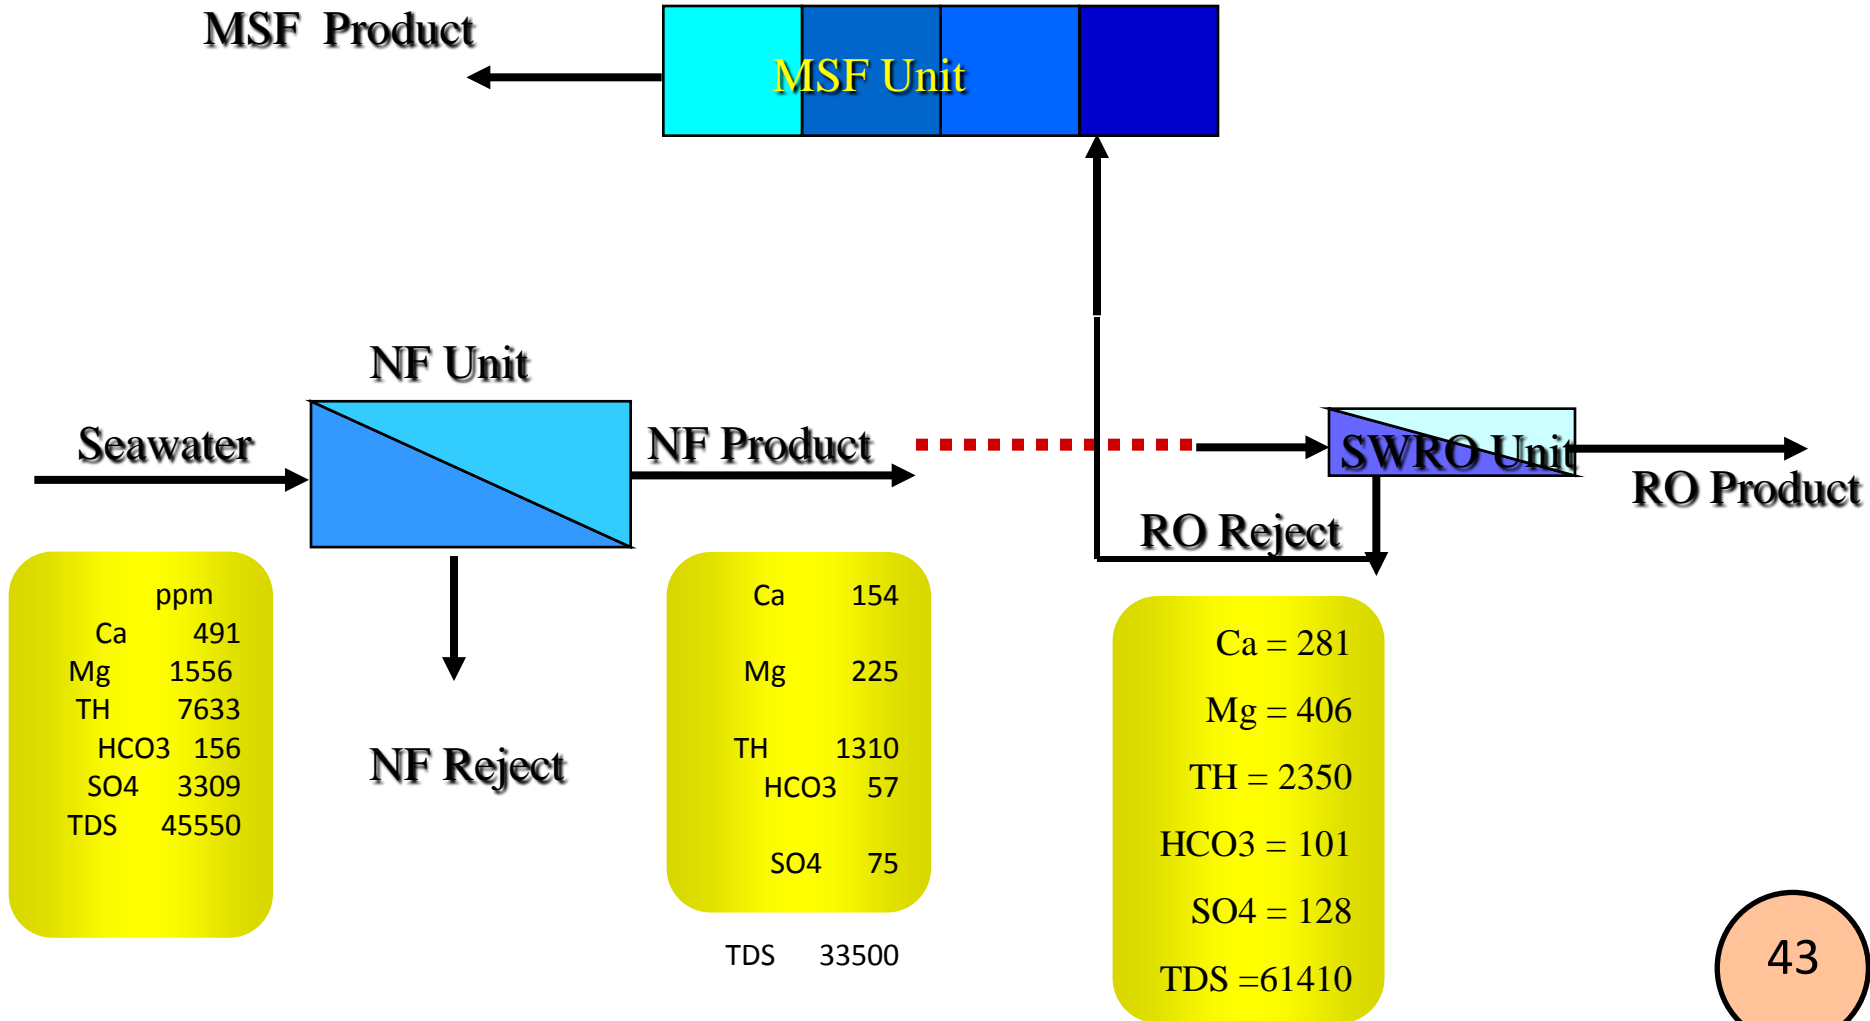 MSF Product
MSF Unit
NF Unit
Seawater
NF Product
SWRO Unit
RO Product
RO Reject
NF Reject
ppm
Ca 491
Mg 1556
TH 7633
HCO3 156
SO4 3309
TDS 45550
Ca 154
Mg 225
TH 1310
HCO3 57
SO4 75
TDS 33500
Ca = 281
Mg = 406
TH = 2350
HCO3 = 101
SO4 = 128
TDS =61410
43